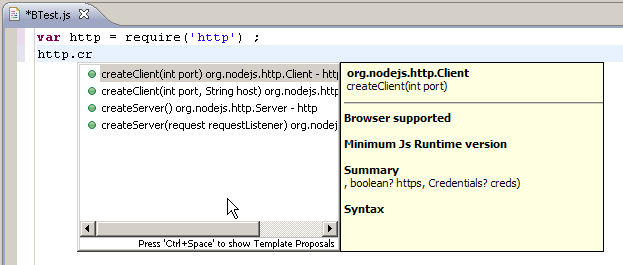 *BTest.js
var http = require('http') ;
http.cr
createClient(int port) org.nodejs.http.Client - http
createClient(int port, String host) org.nodejs.http
createServer() org.nodejs.http.Server - http
createServer(request requestListener) org.nodej
Press 'Ctrl+Space' to show Template Proposals
org.nodejs.http.Client
createClient(int port)
Browser supported
Minimum Js Runtime version
Summary
, boolean? https, Credentials? creds)
Syntax